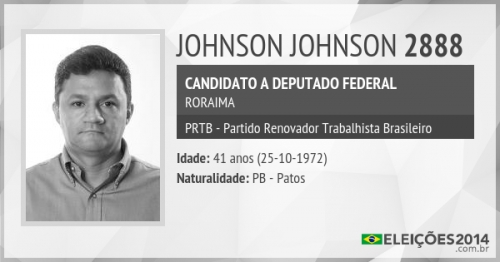 JOHNSON JOHNSON 2888
CANDIDATO A DEPUTADO FEDERAL
RORAIMA
PRTB - Partido Renovador Trabalhista Brasileiro
Idade: 41 anos (25-10-1972)
Naturalidade: PB - Patos
ELEIÇÕES2014
.com.br